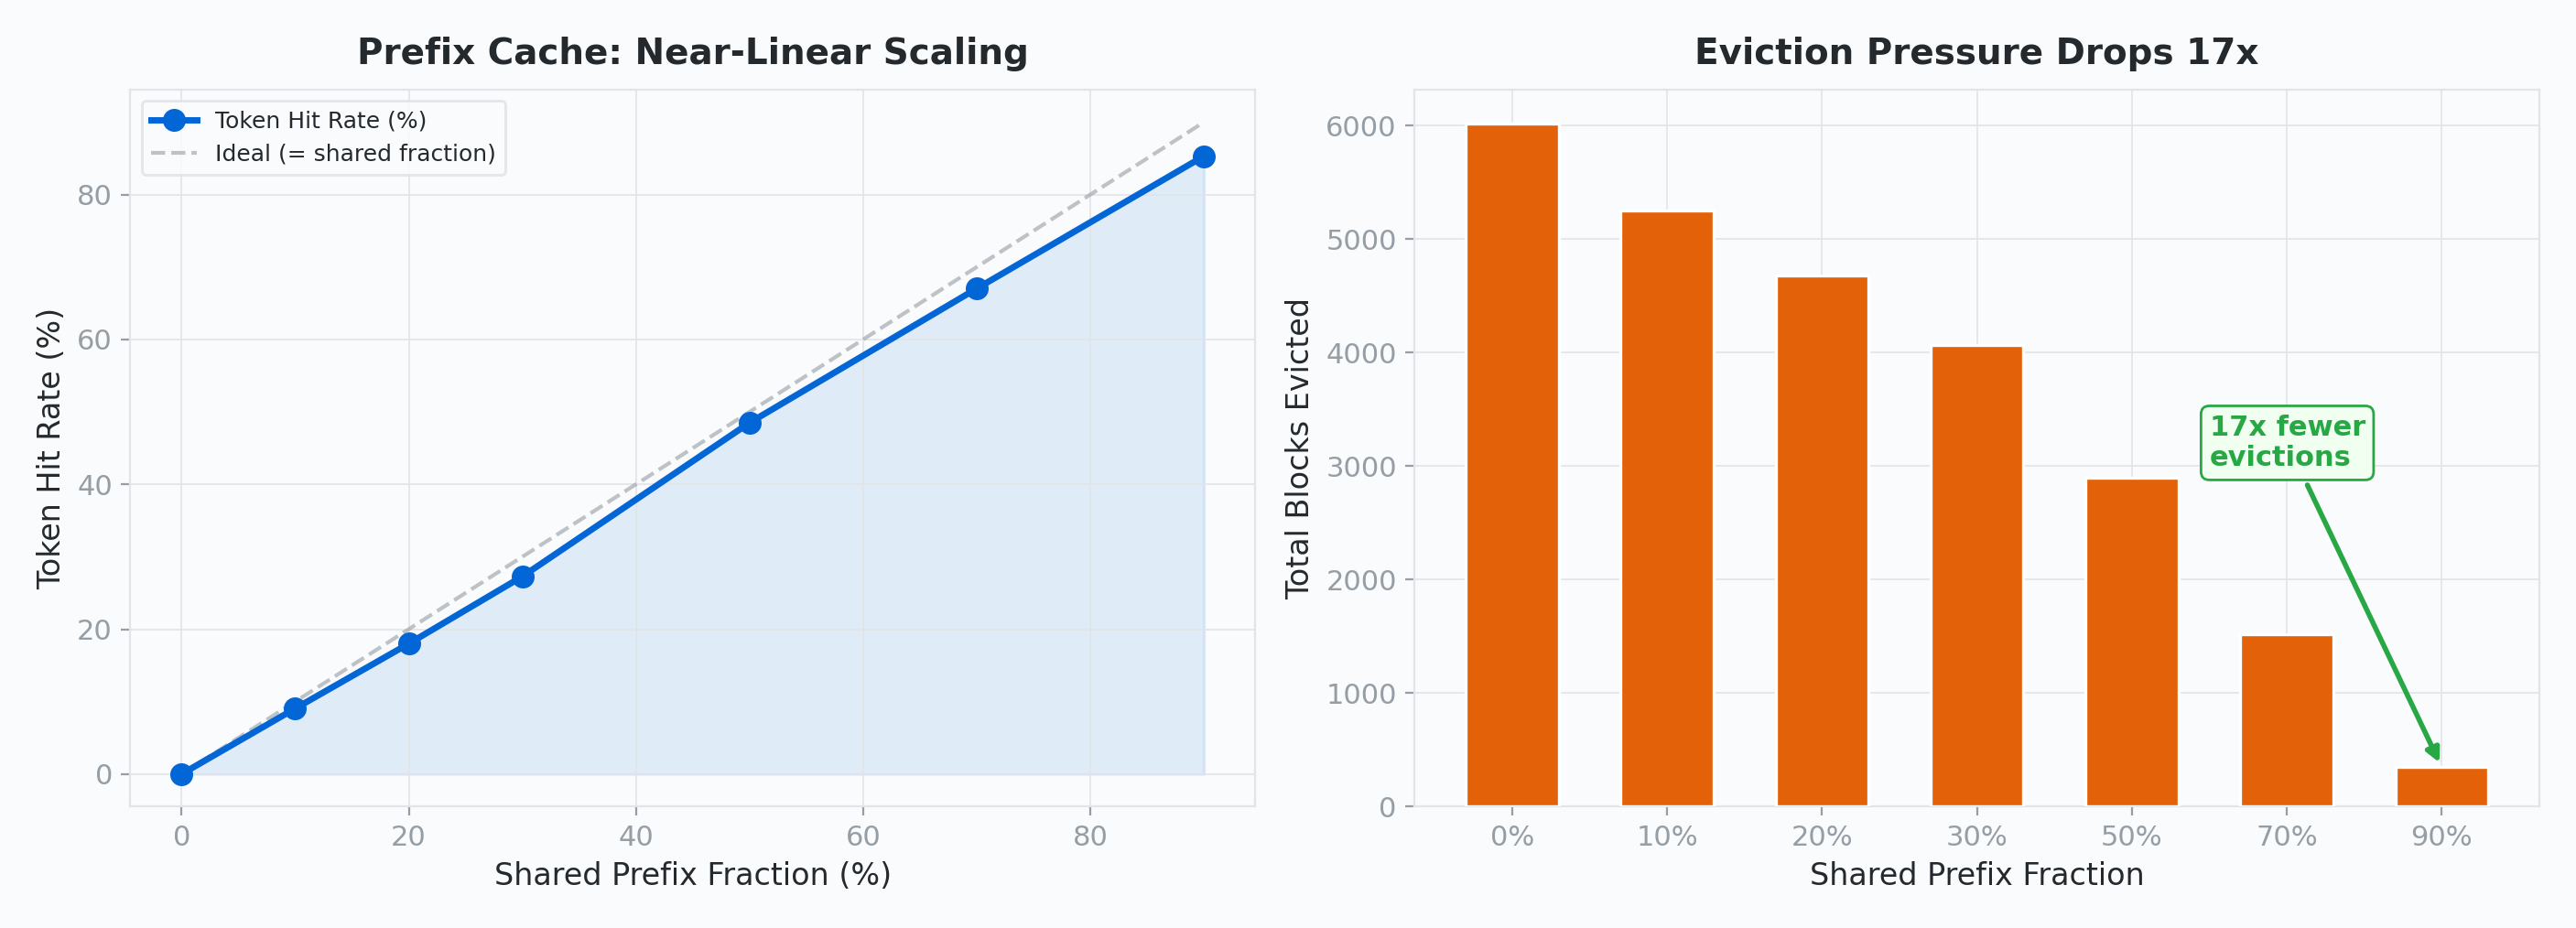 Prefix Cache: Near-Linear Scaling
Token Hit Rate (%)
Ideal (= shared fraction)
Token Hit Rate (%)
80
60
40
20
0
0 20 40 60 80
Shared Prefix Fraction (%)
Eviction Pressure Drops 17x
Total Blocks Evicted
6000
5000
4000
3000
2000
1000
0
17x fewer
evictions
0% 10% 20% 30% 50% 70% 90%
Shared Prefix Fraction